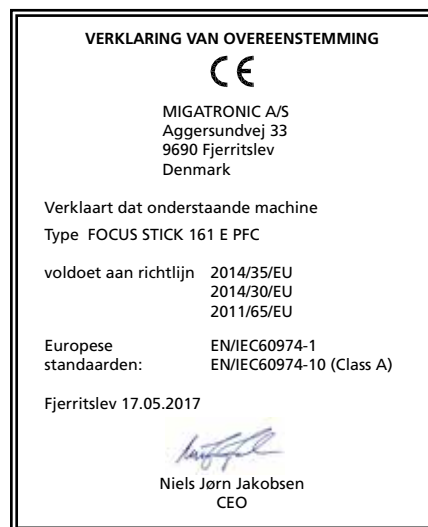 VERKLARING VAN OVEREENSTEMMING
CE
MIGATRONIC A/S
Aggersundvej 33
9690 Fjerritslev
Denmark
Verklaart dat onderstaande machine
Type FOCUS STICK 161 E PFC
voldoet aan richtlijn 2014/35/EU
2014/30/EU
2011/65/EU
Europese EN/IEC60974-1
standaarden: EN/IEC60974-10 (Class A)
Fjerritslev 17.05.2017
Niels Jørn Jakobsen
CEO